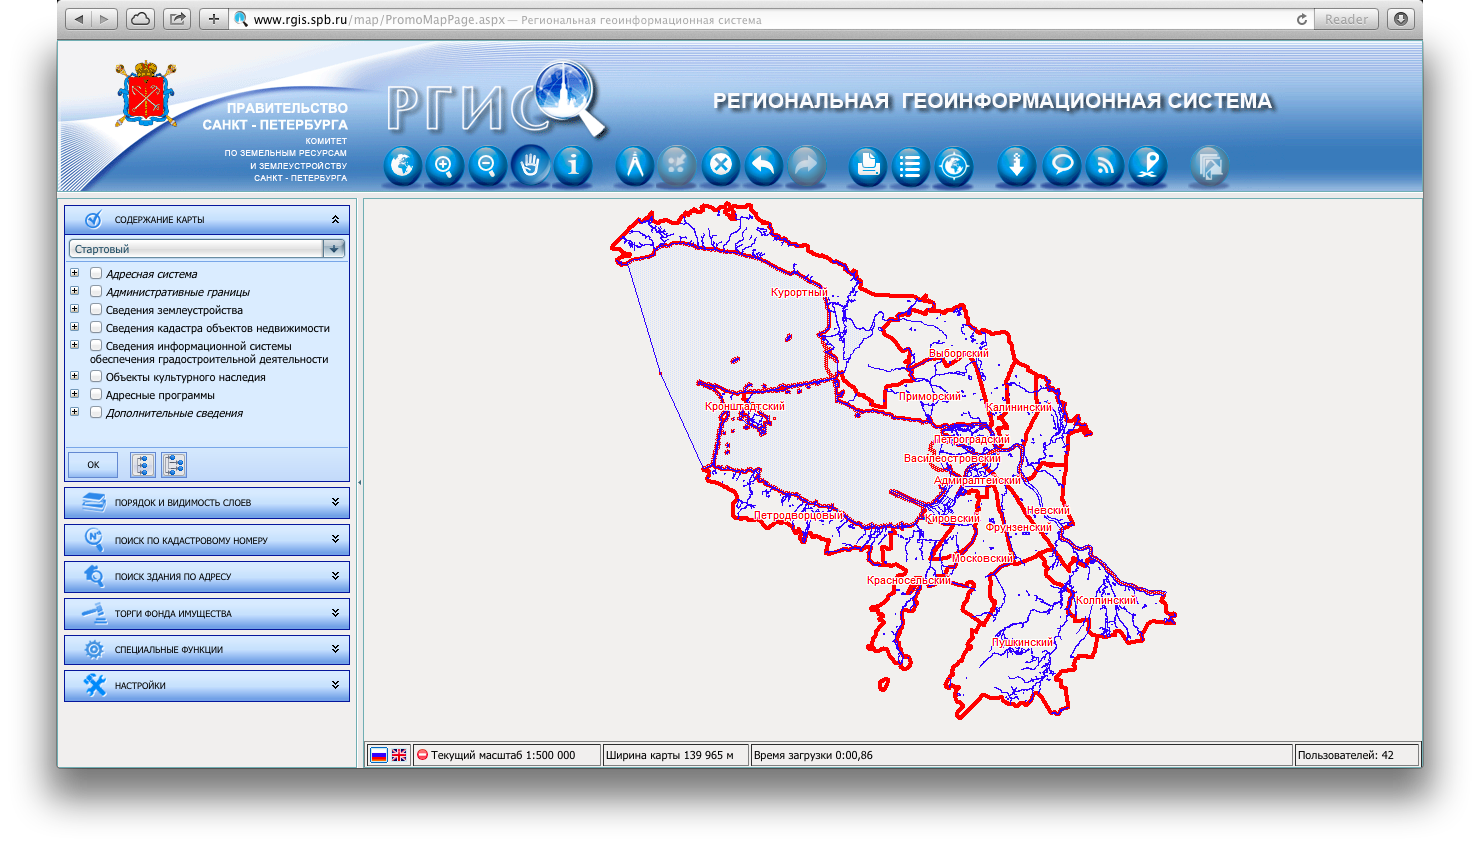 www.rgis.spb.ru/map/PromoMapPage.aspx — Региональная геоинформационная система
Reader
ПРАВИТЕЛЬСТВО
САНКТ - ПЕТЕРБУРГА
КОМИТЕТ
ПО ЗЕМЕЛЬНЫМ РЕСУРСАМ
И ЗЕМЛЕУСТРОЙСТВУ
САНКТ - ПЕТЕРБУРГА
РГИС
РЕГИОНАЛЬНАЯ ГЕОИНФОРМАЦИОННАЯ СИСТЕМА
СОДЕРЖАНИЕ КАРТЫ
Стартовый
Адресная система
Административные границы
Сведения землеустройства
Сведения кадастра объектов недвижимости
Сведения информационной системы
обеспечения градостроительной деятельности
Объекты культурного наследия
Адресные программы
Дополнительные сведения
ОК
ПОРЯДОК И ВИДИМОСТЬ СЛОЕВ
ПОИСК ПО КАДАСТРОВОМУ НОМЕРУ
ПОИСК ЗДАНИЯ ПО АДРЕСУ
ТОРГИ ФОНДА ИМУЩЕСТВА
СПЕЦИАЛЬНЫЕ ФУНКЦИИ
НАСТРОЙКИ
Курортный
Выборгский
Приморский
Кронштадтский
Калининский
Петроградский
Василеостровский
Адмиралтейский
Невский
Петродворцовый
Кировский
Фрунзенский
Московский
Красносельский
Колпинский
Пушкинский
Текущий масштаб 1:500 000
Ширина карты 139 965 м
Время загрузки 0:00,86
Пользователей: 42